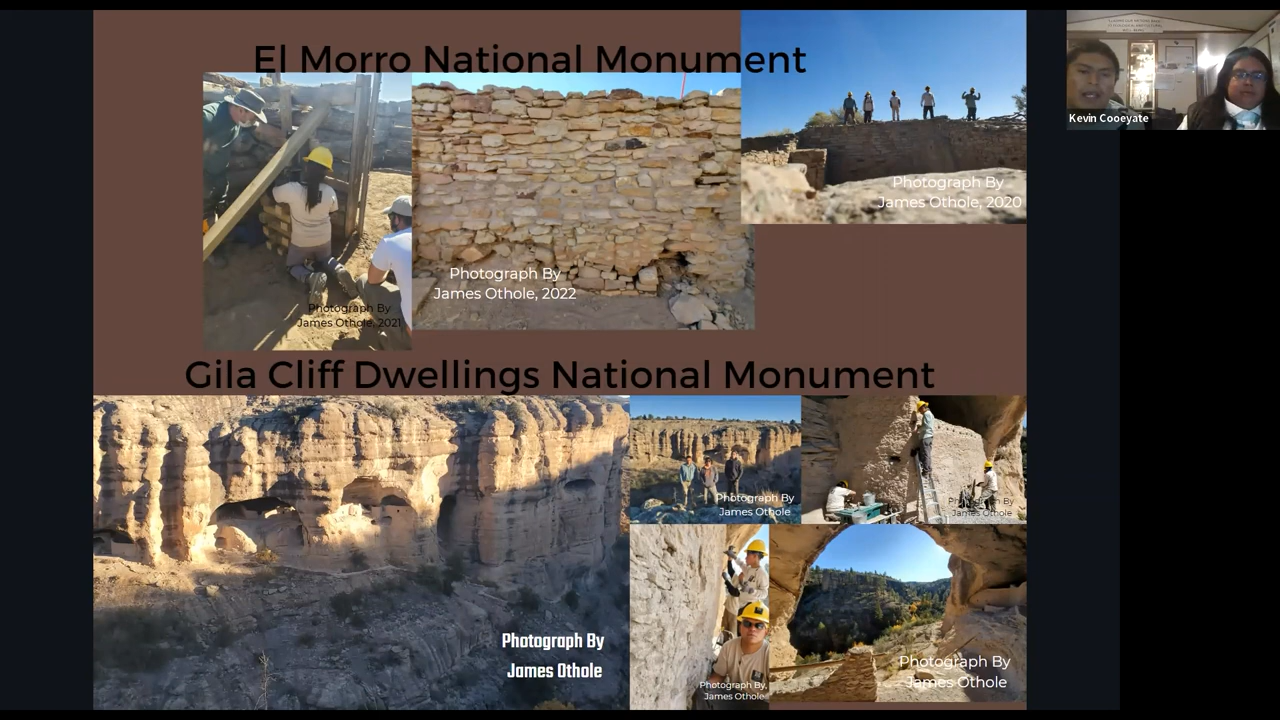 El Morro National Monument
Photograph By
James Othole, 2021
Photograph By
James Othole, 2022
Photograph By
James Othole, 2020
Kevin Cooeyate
Gila Cliff Dwellings National Monument
Photograph By
James Othole
Photograph By
James Othole
Photograph By
James Othole
Photograph By,
James Othole
Photograph By
James Othole